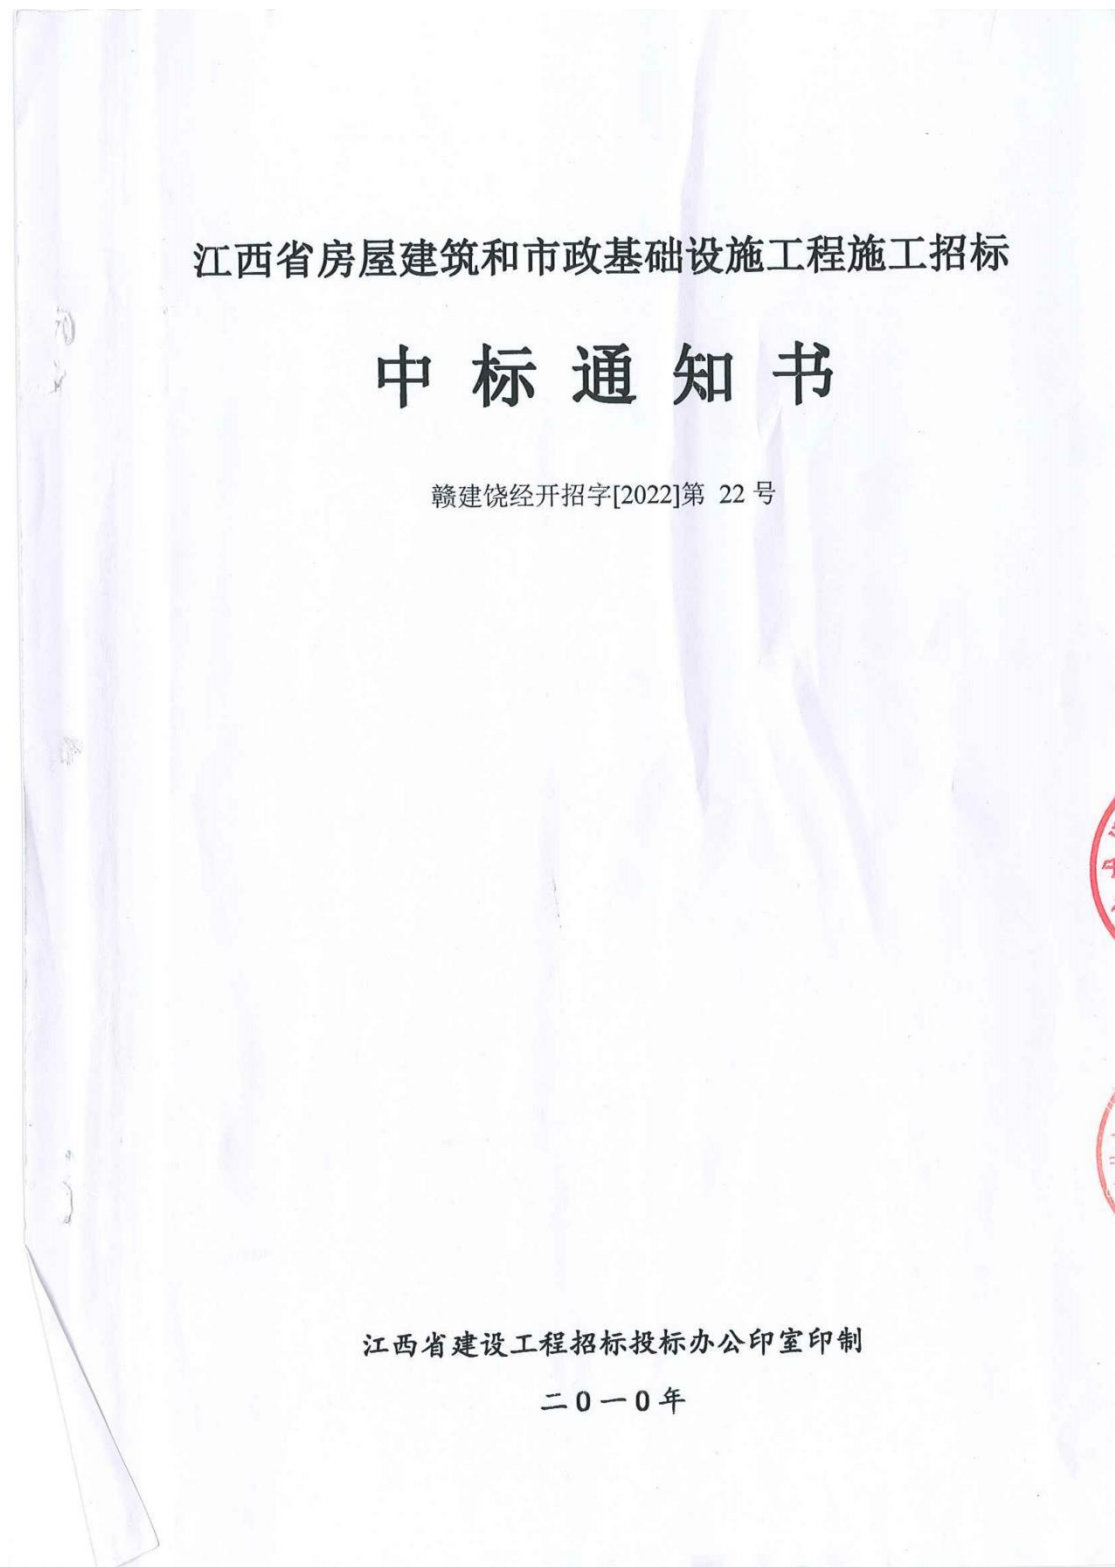 江西省房屋建筑和市政基础设施工程施工招标
中标通知书
赣建饶经开招字[2022]第 22 号
江西省建设工程招标投标办公印室印制
二0一0年